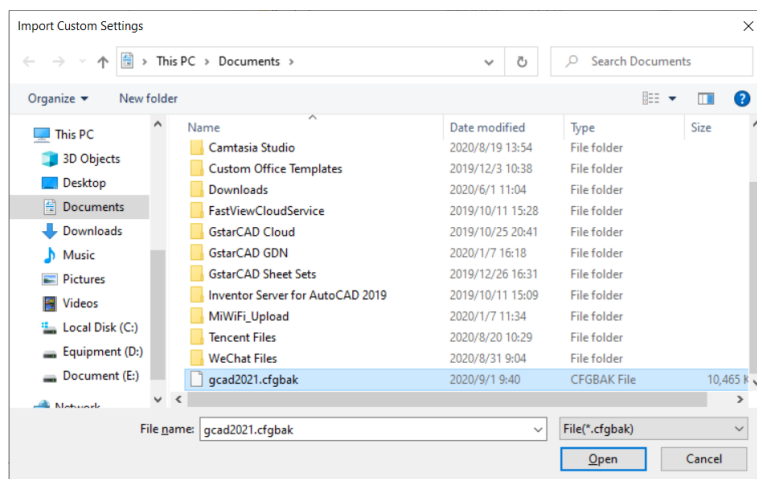 Import Custom Settings
This PC > Documents >
Search Documents
Organize New folder
Name Date modified Type Size
This PC
3D Objects
Desktop
Documents
Downloads
Music
Pictures
Videos
Local Disk (C:)
Equipment (D:)
Document (E:)
Network
Camtasia Studio 2020/8/19 13:54 File folder
Custom Office Templates 2019/12/3 10:38 File folder
Downloads 2020/6/1 11:04 File folder
FastViewCloudService 2019/10/11 15:28 File folder
GstarCAD Cloud 2019/10/25 20:41 File folder
GstarCAD GDN 2020/1/7 16:18 File folder
GstarCAD Sheet Sets 2019/12/26 16:31 File folder
Inventor Server for AutoCAD 2019 2019/10/11 15:09 File folder
MiWiFi_Upload 2020/1/7 11:34 File folder
Tencent Files 2020/8/20 10:29 File folder
WeChat Files 2020/8/31 9:04 File folder
gcad2021.cfgbak 2020/9/1 9:40 CFGBAK File 10,465 K
File name: gcad2021.cfgbak File(*.cfgbak)
Open Cancel